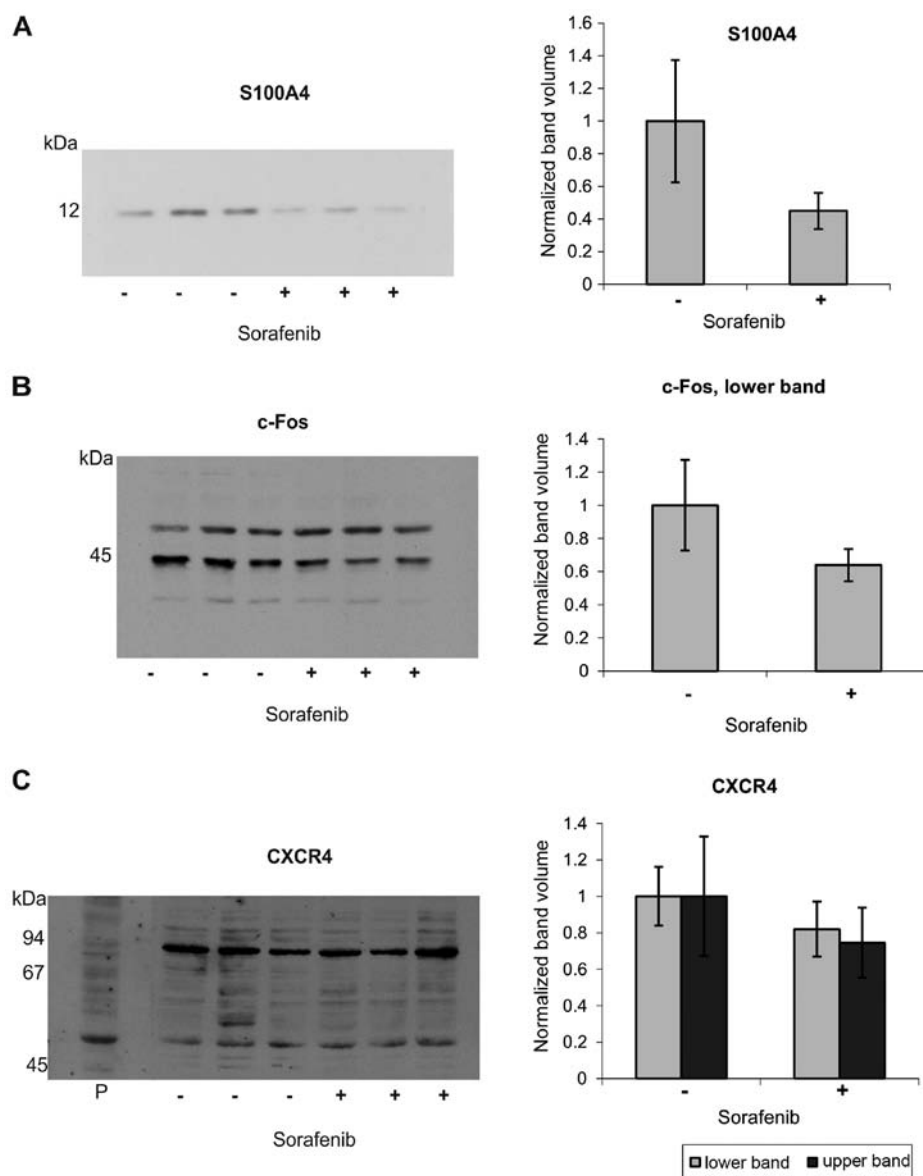 A
S100A4
kDa
12
- - - + + +
Sorafenib
S100A4
Normalized band volume
1.6
1.4
1.2
1
0.8
0.6
0.4
0.2
0
- +
Sorafenib
B
c-Fos
kDa
45
- - - + + +
Sorafenib
c-Fos, lower band
Normalized band volume
1.4
1.2
1
0.8
0.6
0.4
0.2
0
- +
Sorafenib
C
CXCR4
kDa
94
67
45
P - - - + + +
Sorafenib
CXCR4
Normalized band volume
1.4
1.2
1
0.8
0.6
0.4
0.2
0
- +
Sorafenib
lower band upper band